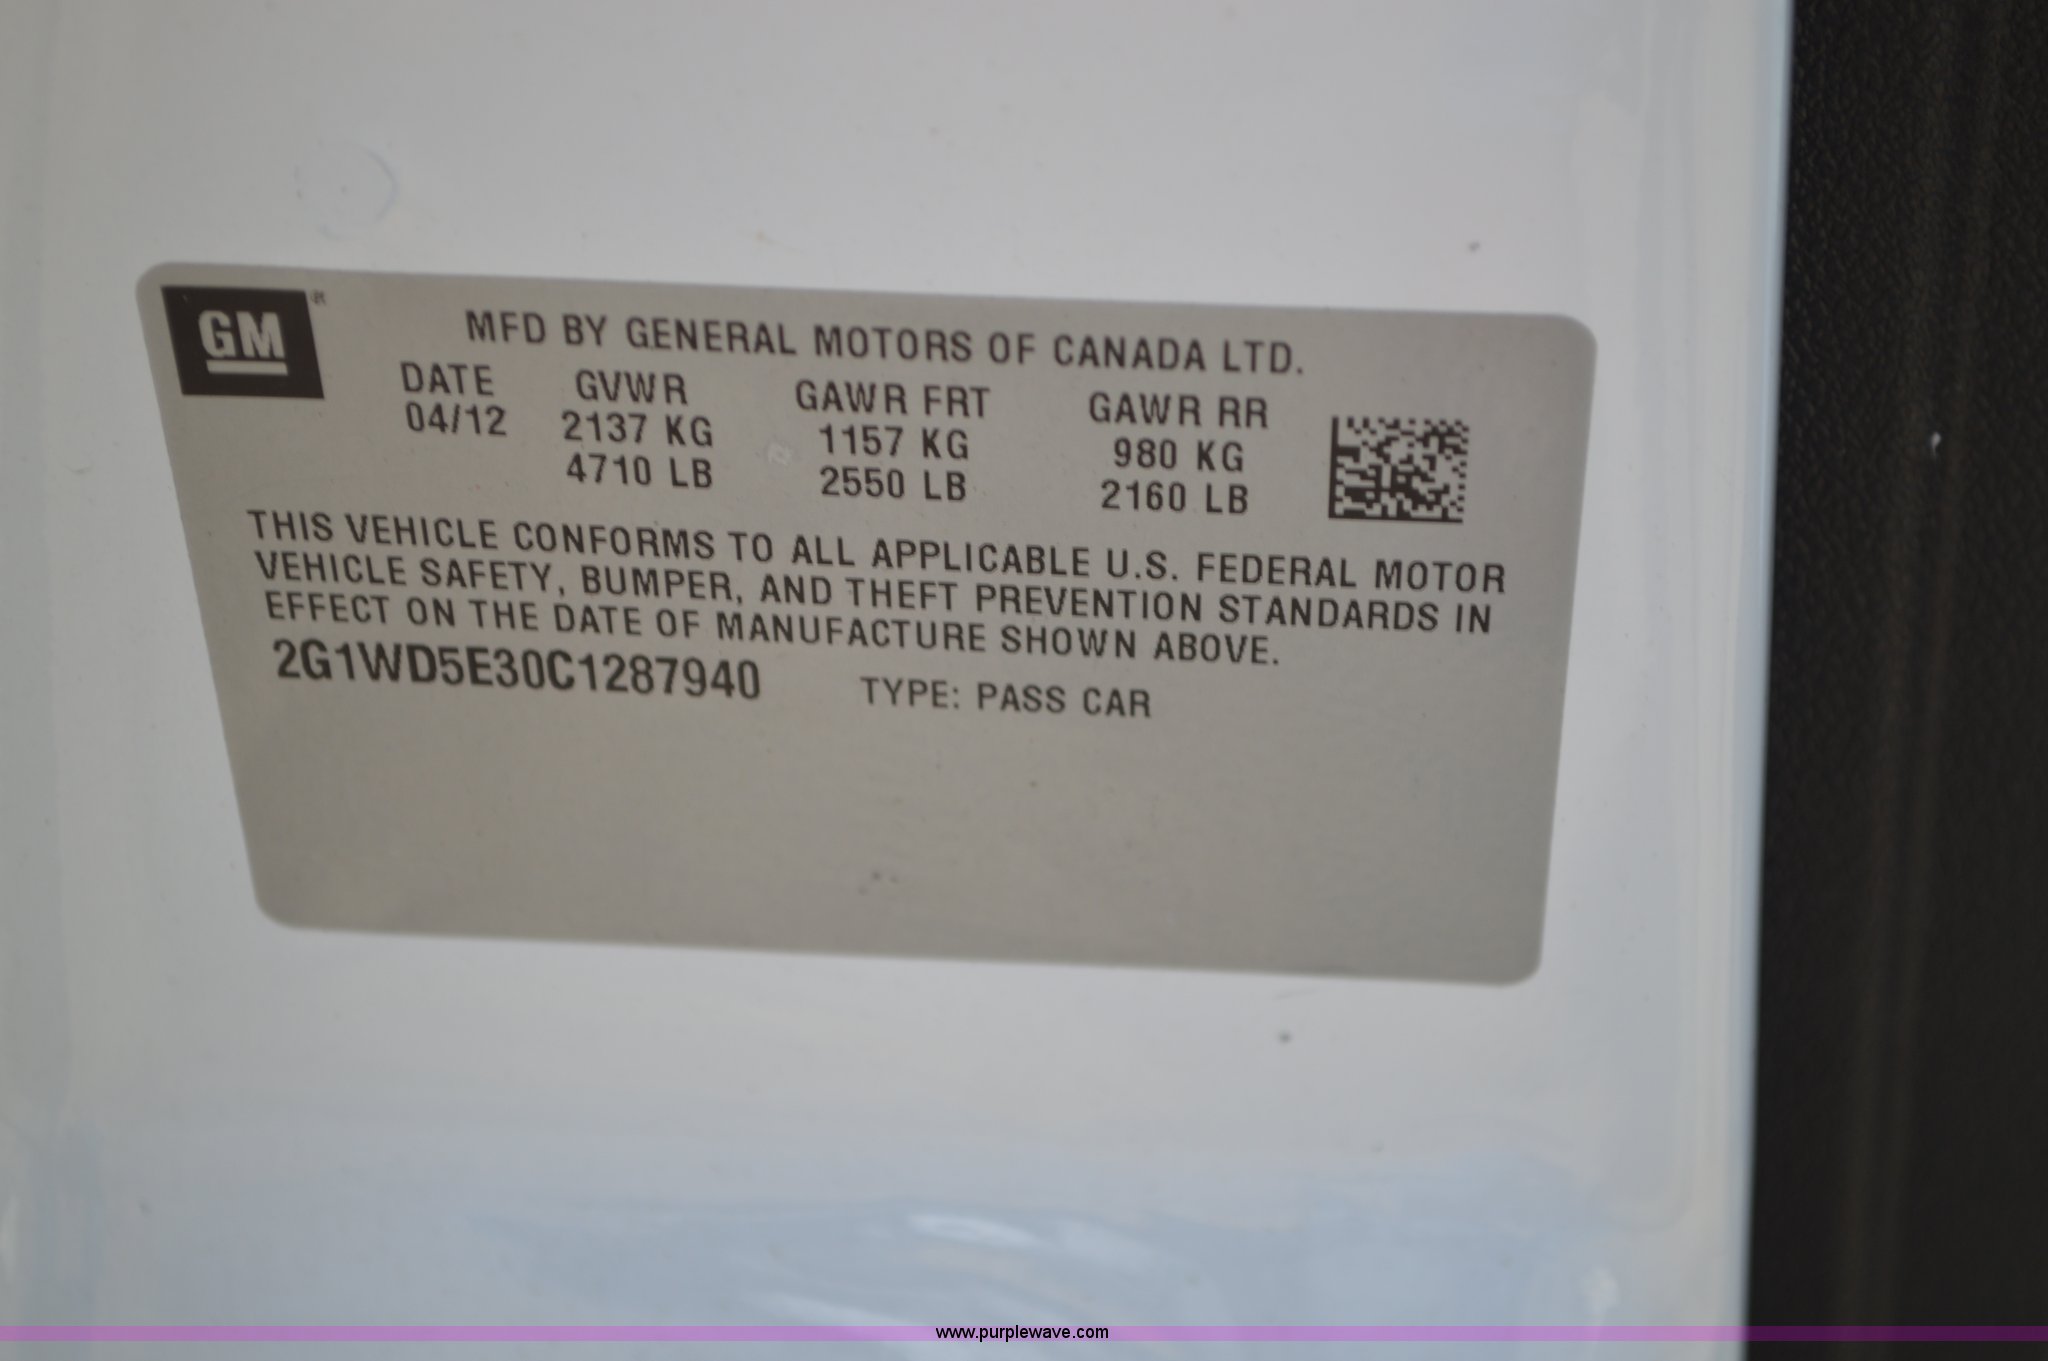 GM
MFD BY GENERAL MOTORS OF CANADA LTD.
DATE GVWR GAWR FRT GAWR RR
04/12 2137 KG 1157 KG 980 KG
4710 LB 2550 LB 2160 LB
THIS VEHICLE CONFORMS TO ALL APPLICABLE U.S. FEDERAL MOTOR
VEHICLE SAFETY, BUMPER, AND THEFT PREVENTION STANDARDS IN
EFFECT ON THE DATE OF MANUFACTURE SHOWN ABOVE.
2G1WD5E30C1287940 TYPE: PASS CAR
www.purplewave.com